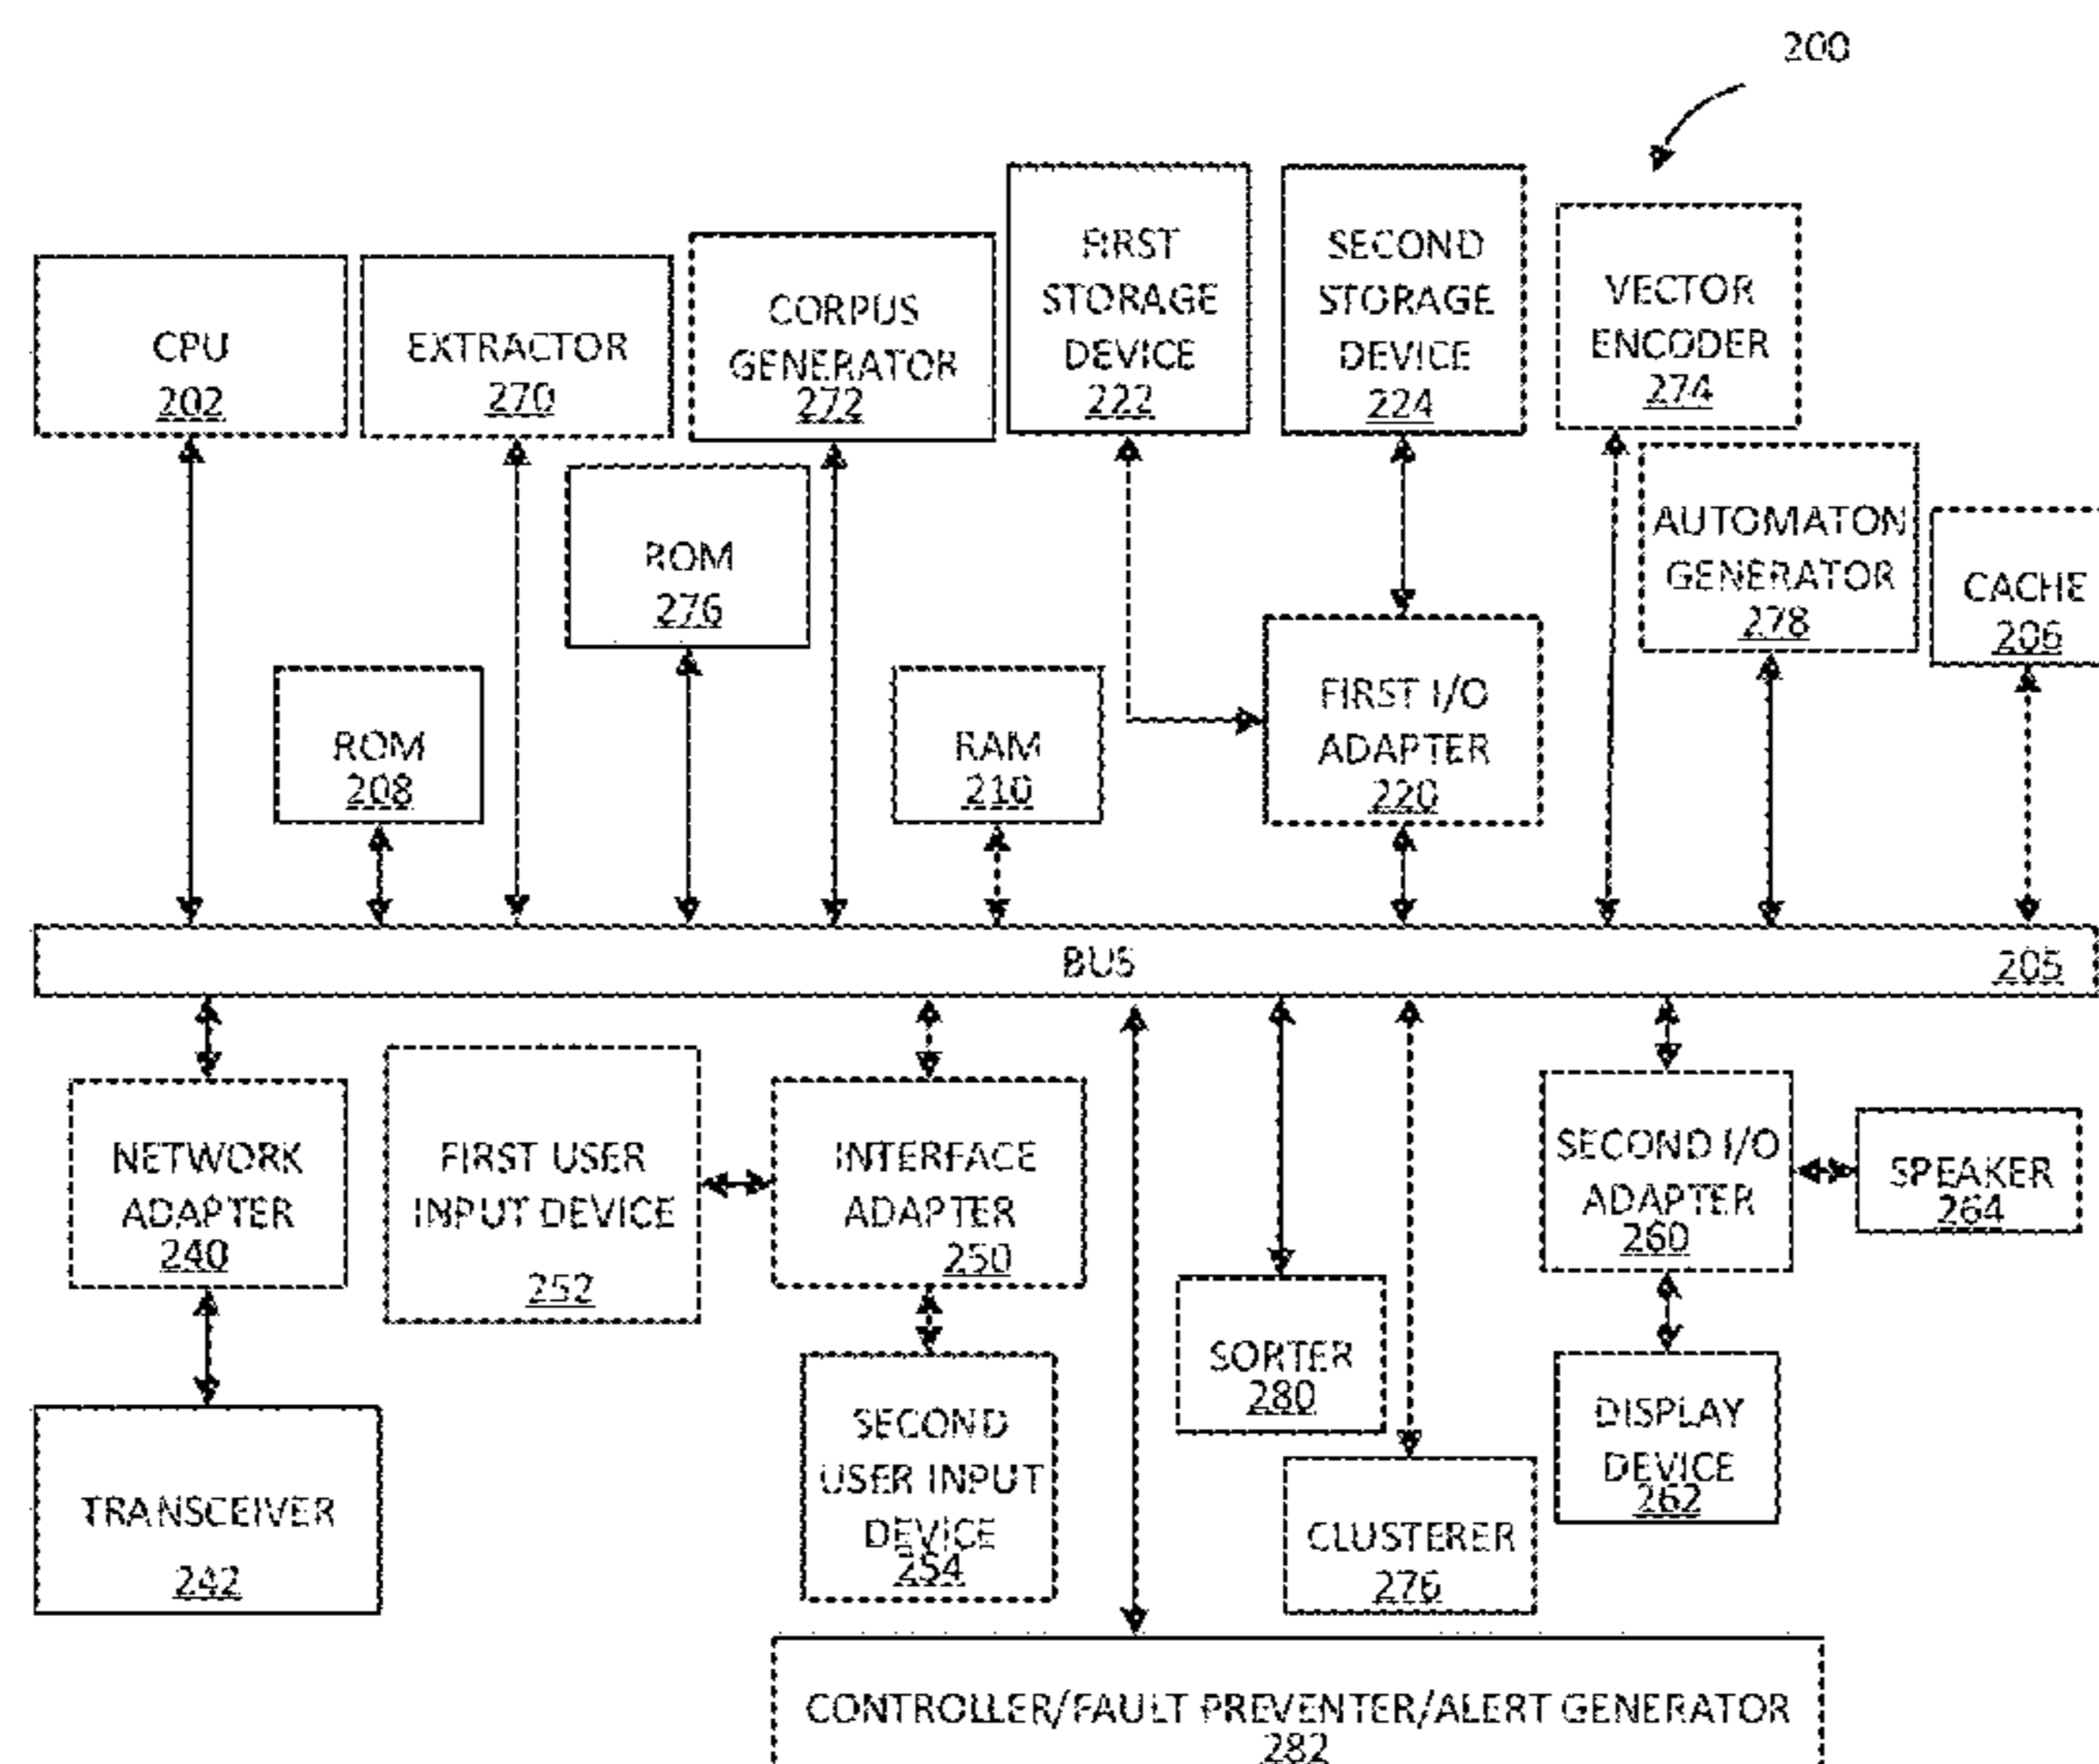 200
CPU
202
EXTRACTOR
270
CORPUS
GENERATOR
272
FIRST
STORAGE
DEVICE
222
SECOND
STORAGE
DEVICE
224
VECTOR
ENCODER
274
ROM
276
AUTOMATON
GENERATOR
278
CACHE
206
ROM
208
RAM
210
FIRST I/O
ADAPTER
220
BUS
205
NETWORK
ADAPTER
240
FIRST USER
INPUT DEVICE
252
INTERFACE
ADAPTER
250
SECOND I/O
ADAPTER
260
SPEAKER
264
TRANSCEIVER
242
SECOND
USER INPUT
DEVICE
254
SORTER
280
CLUSTERER
276
DISPLAY
DEVICE
262
CONTROLLER/FAULT PREVENTER/ALERT GENERATOR
282